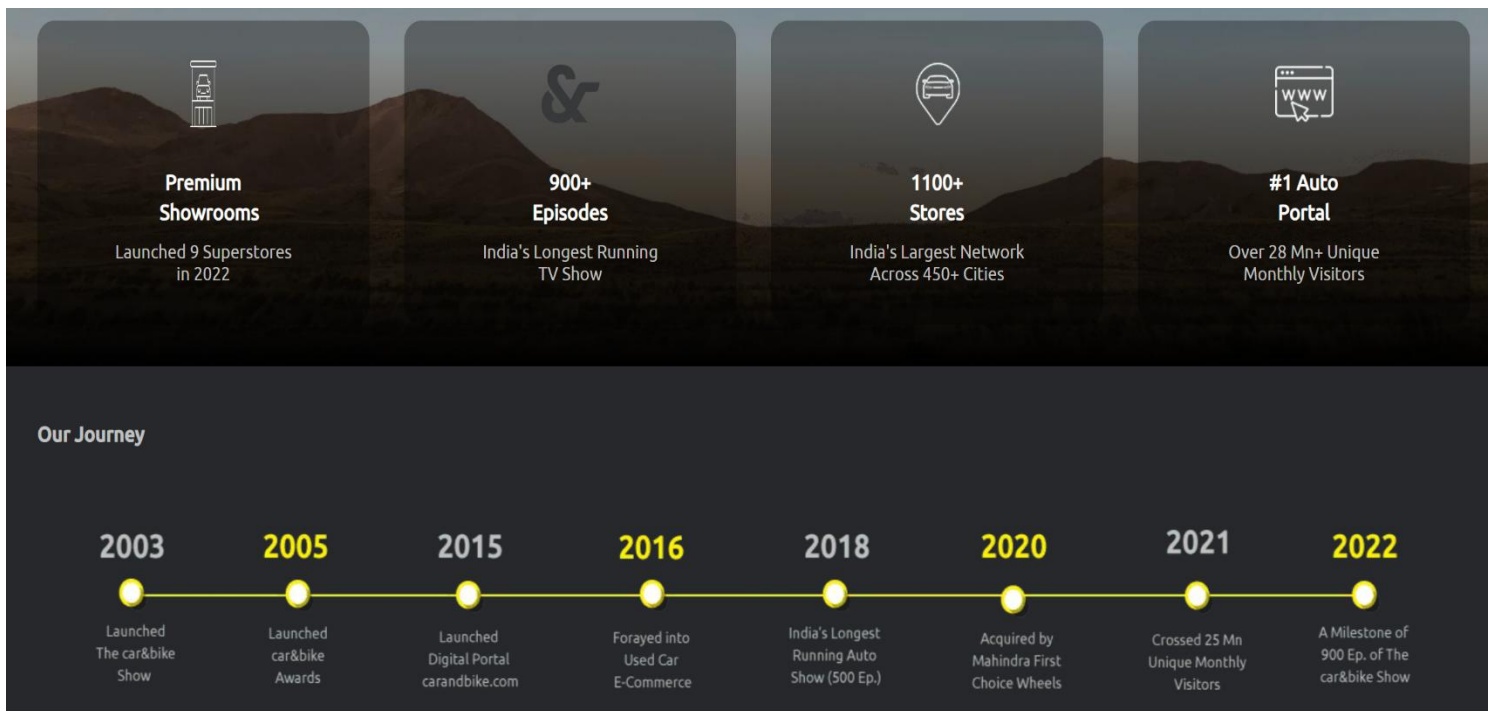 &
WWW
Premium
Showrooms
Launched 9 Superstores
in 2022
900+
Episodes
India's Longest Running
TV Show
1100+
Stores
India's Largest Network
Across 450+ Cities
#1 Auto
Portal
Over 28 Mn+ Unique
Monthly Visitors
Our Journey
2003
Launched
The car&bike
Show
2005
Launched
car&bike
Awards
2015
Launched
Digital Portal
carandbike.com
2016
Forayed into
Used Car
E-Commerce
2018
India's Longest
Running Auto
Show (500 Ep.)
2020
Acquired by
Mahindra First
Choice Wheels
2021
Crossed 25 Mn
Unique Monthly
Visitors
2022
A Milestone of
900 Ep. of The
car&bike Show